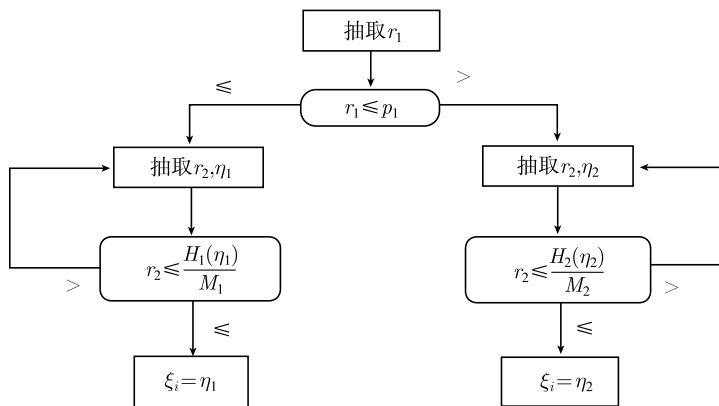 抽取r₁
≤
>
r₁≤p₁
抽取r₂,η₁
抽取r₂,η₂
r₂≤H₁(η₁)/M₁
r₂≤H₂(η₂)/M₂
>
>
≤
≤
ξᵢ=η₁
ξᵢ=η₂